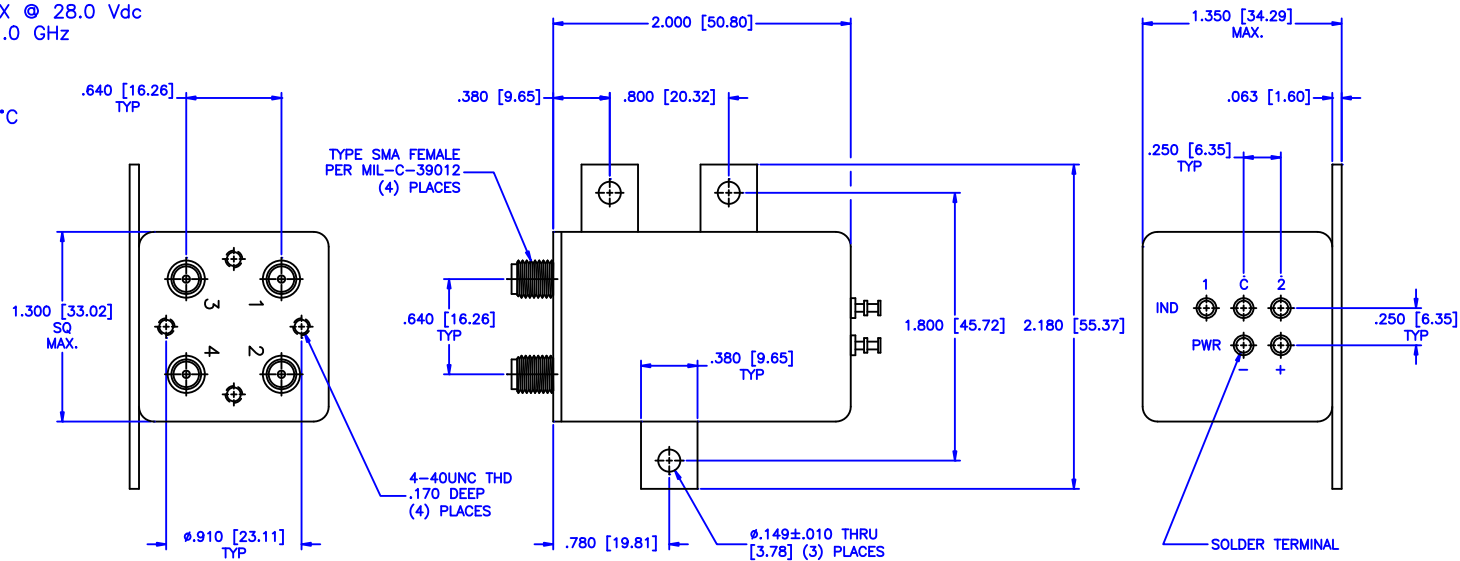 X @ 28.0 Vdc
.0 GHz
°C
.640 [16.26]
TYP
1.300 [33.02]
SQ
MAX.
3
1
4
2
4-40UNC THD
.170 DEEP
(4) PLACES
ø.910 [23.11]
TYP
2.000 [50.80]
.380 [9.65]
.800 [20.32]
TYPE SMA FEMALE
PER MIL-C-39012
(4) PLACES
.640 [16.26]
TYP
1.800 [45.72]
2.180 [55.37]
.380 [9.65]
TYP
.780 [19.81]
ø.149±.010 THRU
[3.78] (3) PLACES
1.350 [34.29]
MAX.
.063 [1.60]
.250 [6.35]
TYP
1 C 2
IND
PWR
- +
.250 [6.35]
TYP
SOLDER TERMINAL